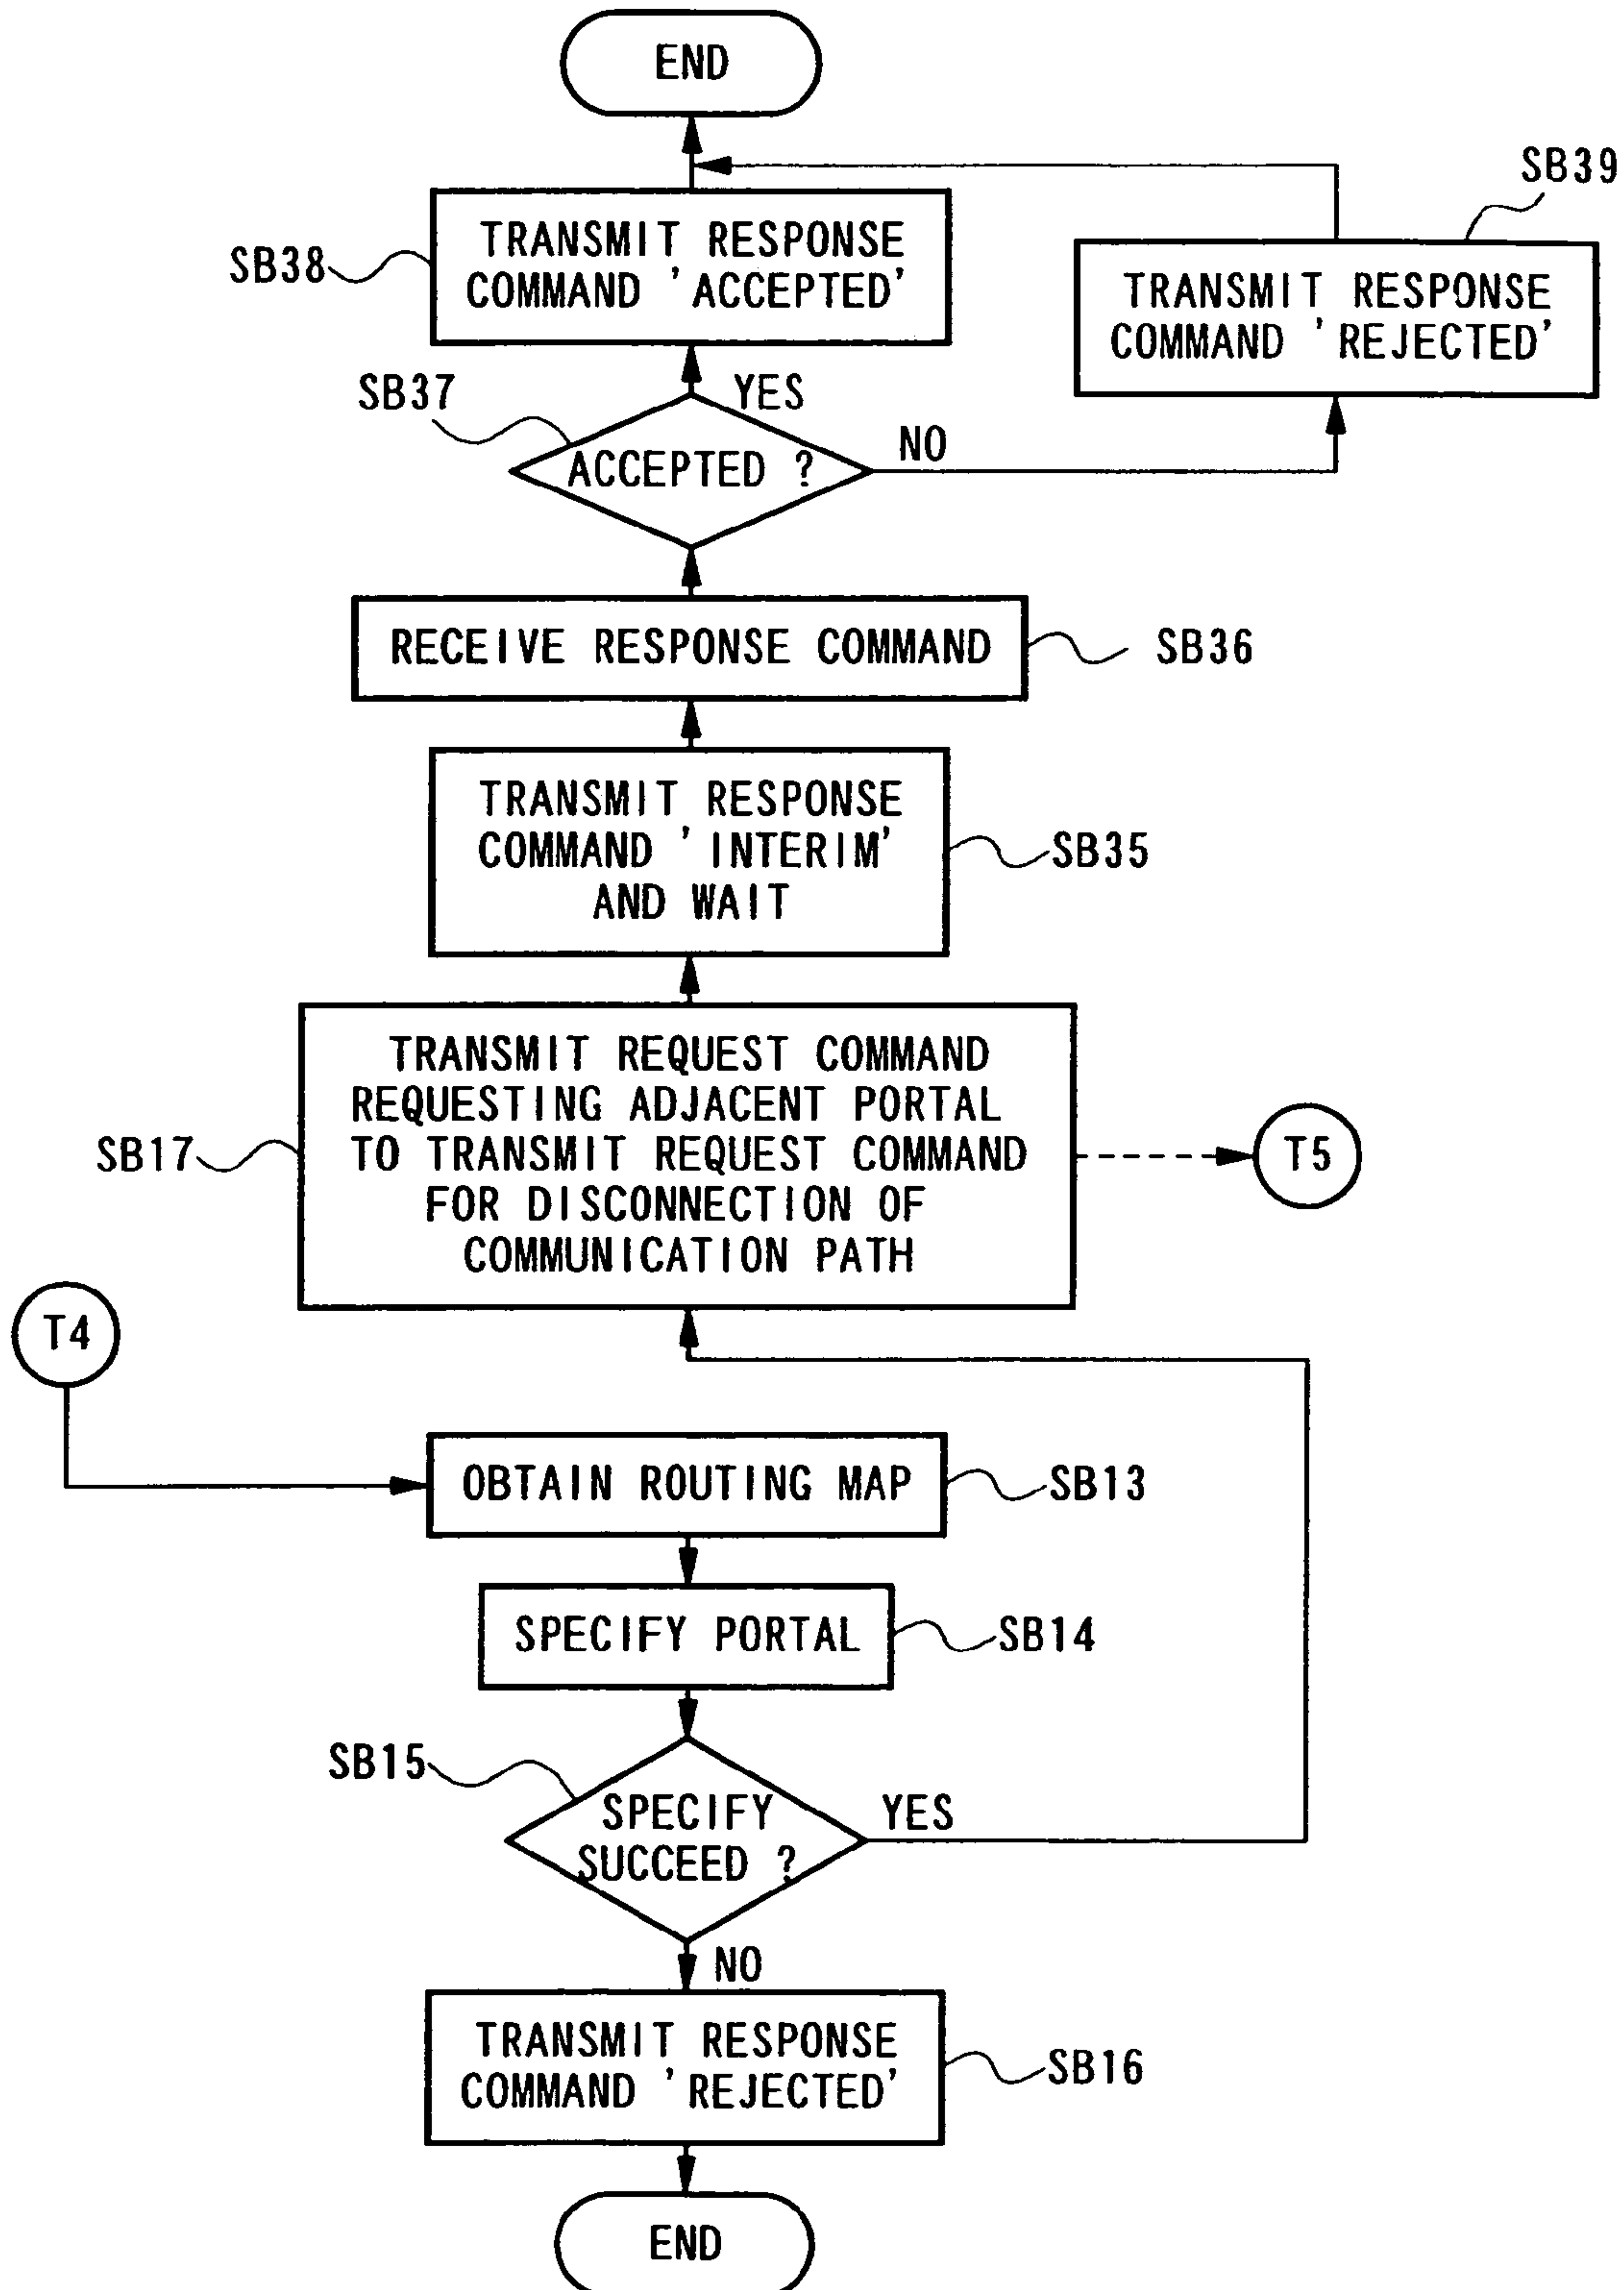 END
SB39
TRANSMIT RESPONSE
COMMAND 'ACCEPTED'
SB38
TRANSMIT RESPONSE
COMMAND 'REJECTED'
SB37
YES
NO
ACCEPTED ?
RECEIVE RESPONSE COMMAND
SB36
TRANSMIT RESPONSE
COMMAND 'INTERIM'
AND WAIT
SB35
TRANSMIT REQUEST COMMAND
REQUESTING ADJACENT PORTAL
TO TRANSMIT REQUEST COMMAND
FOR DISCONNECTION OF
COMMUNICATION PATH
SB17
T5
T4
OBTAIN ROUTING MAP
SB13
SPECIFY PORTAL
SB14
SB15
SPECIFY
SUCCEED ?
YES
NO
TRANSMIT RESPONSE
COMMAND 'REJECTED'
SB16
END